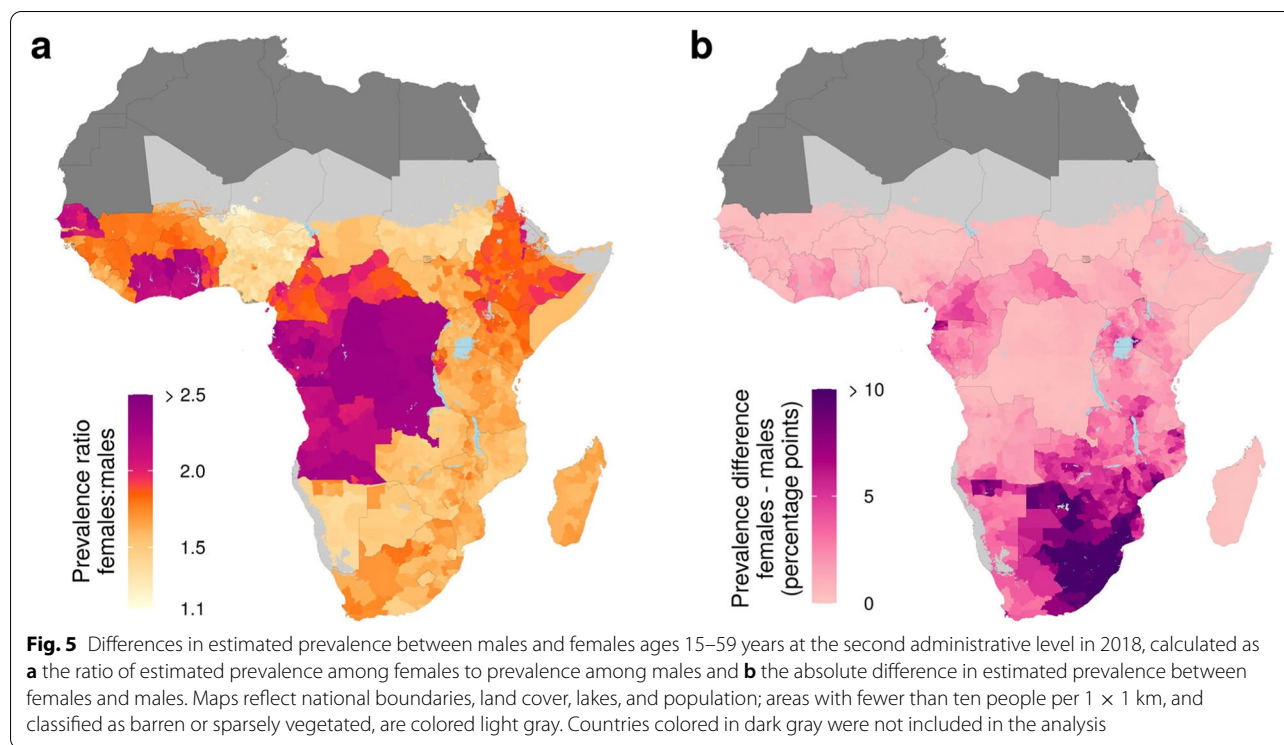 a
b
Prevalence ratio
females:males
> 2.5
2.0
1.5
1.1
Prevalence difference
females - males
(percentage points)
> 10
5
0
Fig. 5 Differences in estimated prevalence between males and females ages 15–59 years at the second administrative level in 2018, calculated as
a the ratio of estimated prevalence among females to prevalence among males and b the absolute difference in estimated prevalence between
females and males. Maps reflect national boundaries, land cover, lakes, and population; areas with fewer than ten people per 1 × 1 km, and
classified as barren or sparsely vegetated, are colored light gray. Countries colored in dark gray were not included in the analysis